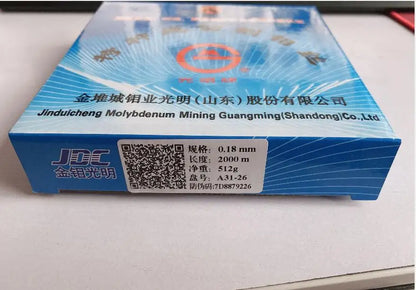 金堆城钼业光明(山东)股份有限公司
Jinduicheng Molybdenum Mining Guangming(Shandong)Co.,Ltd
JDC
金钼光明
规格: 0.18 mm
长度: 2000 m
净重: 512g
盘号: A31-26
防伪码:7D8879226